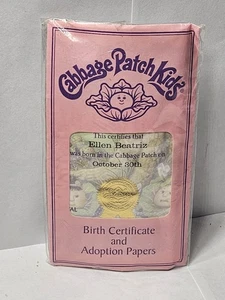 Cabbage Patch Kids
This certifies that
Ellen Beatriz
was born in the Cabbage Patch on
October 30th
Birth Certificate
and
Adoption Papers